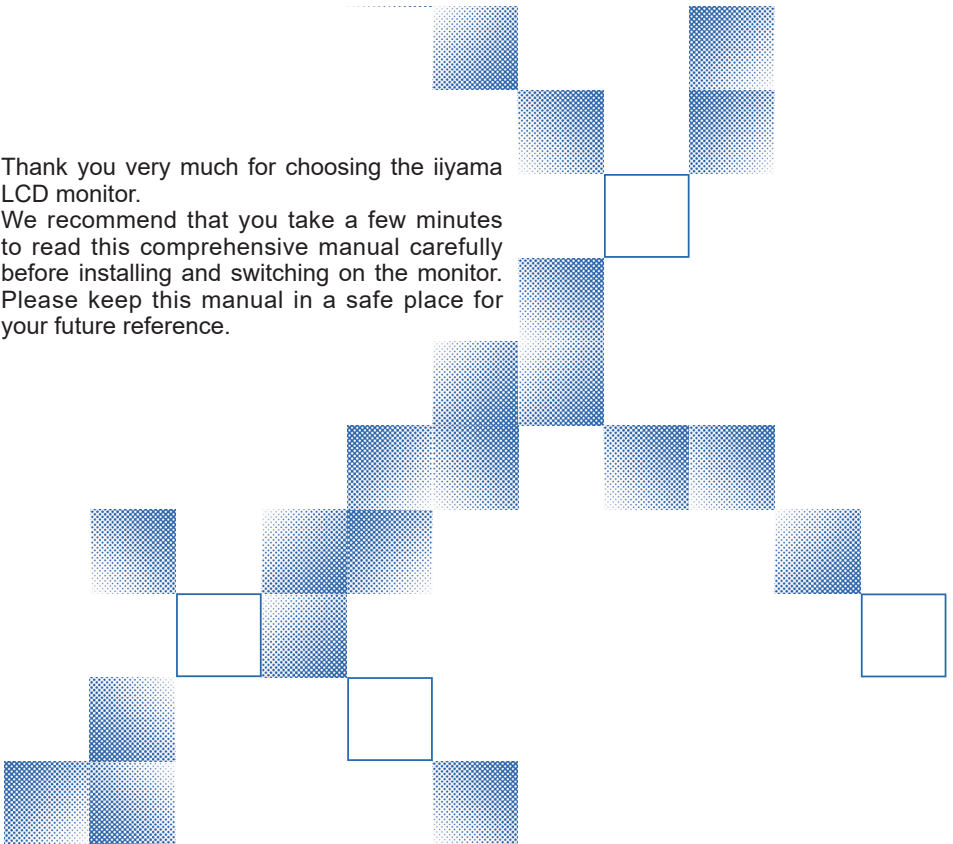 Thank you very much for choosing the iiyama
LCD monitor.
We recommend that you take a few minutes
to read this comprehensive manual carefully
before installing and switching on the monitor.
Please keep this manual in a safe place for
your future reference.